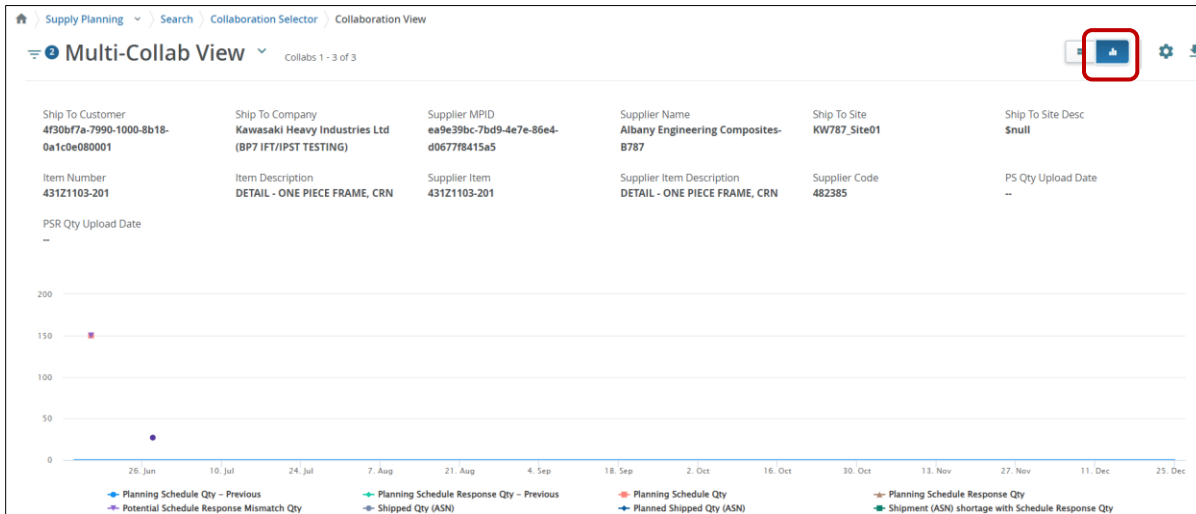 Supply Planning Search Collaboration Selector Collaboration View
2 Multi-Collab View Collabs 1 - 3 of 3
Ship To Customer Ship To Company Supplier MPID Supplier Name Ship To Site Ship To Site Desc
4f30bf7a-7990-1000-8b18- Kawasaki Heavy Industries Ltd ea9e39bc-7bd9-4e7e-86e4- Albany Engineering Composites- KW787_Site01 $null
0a1c0e080001 (BP7 IFT/IPST TESTING) d0677f8415a5 B787
Item Number Item Description Supplier Item Supplier Item Description Supplier Code PS Qty Upload Date
431Z1103-201 DETAIL - ONE PIECE FRAME, CRN 431Z1103-201 DETAIL - ONE PIECE FRAME, CRN 482385 --
PSR Qty Upload Date
--
200
150
100
50
0
26. Jun 10. Jul 24. Jul 7. Aug 21. Aug 4. Sep 18. Sep 2. Oct 16. Oct 30. Oct 13. Nov 27. Nov 11. Dec 25. Dec
Planning Schedule Qty – Previous Planning Schedule Response Qty – Previous Planning Schedule Qty Planning Schedule Response Qty
Potential Schedule Response Mismatch Qty Shipped Qty (ASN) Planned Shipped Qty (ASN) Shipment (ASN) shortage with Schedule Response Qty